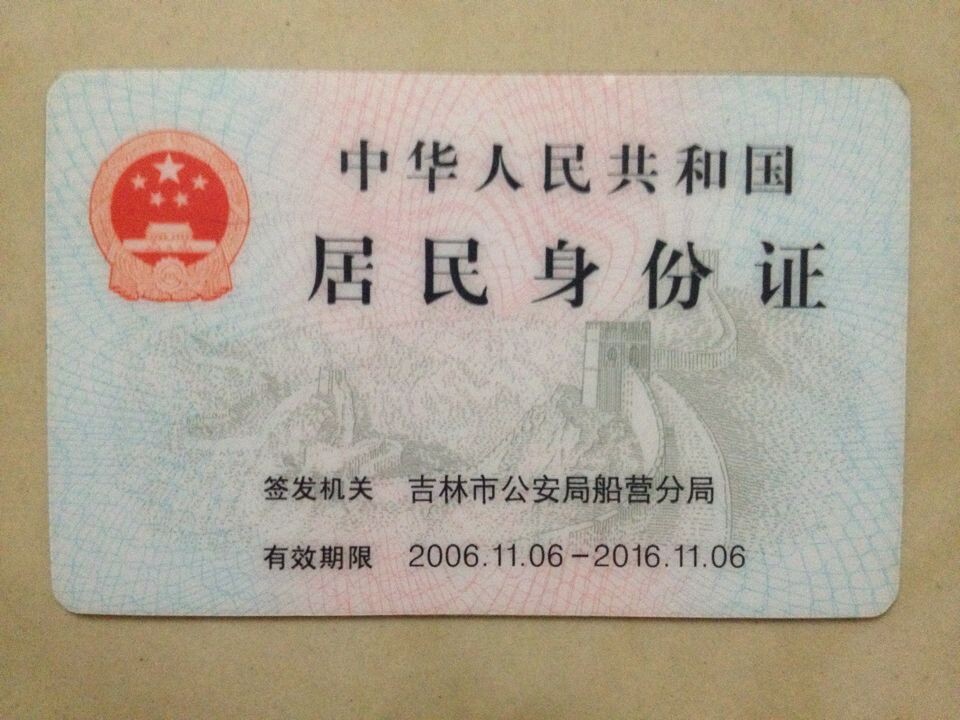 中华人民共和国
居民身份证
签发机关 吉林市公安局船营分局
有效期限 2006.11.06-2016.11.06